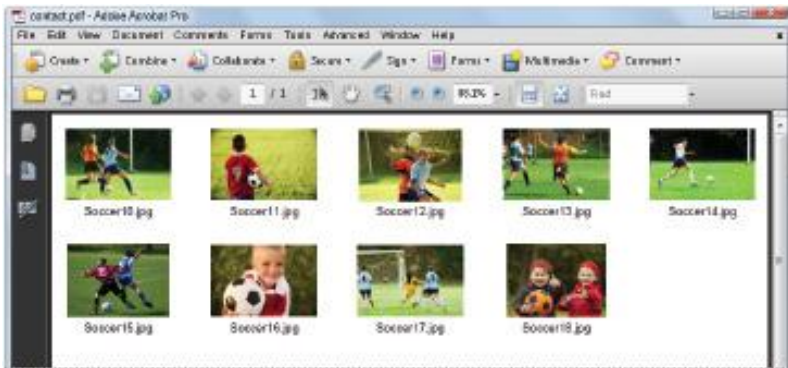 contact.pdf - Adobe Acrobat Pro
File Edit View Document Comments Forms Tools Advanced Window Help
Create Combine Collaborate Secure Sign Forms Multimedia Comment
1 / 1 Find
Soccer10.jpg Soccer11.jpg Soccer12.jpg Soccer13.jpg Soccer14.jpg
Soccer15.jpg Soccer16.jpg Soccer17.jpg Soccer18.jpg